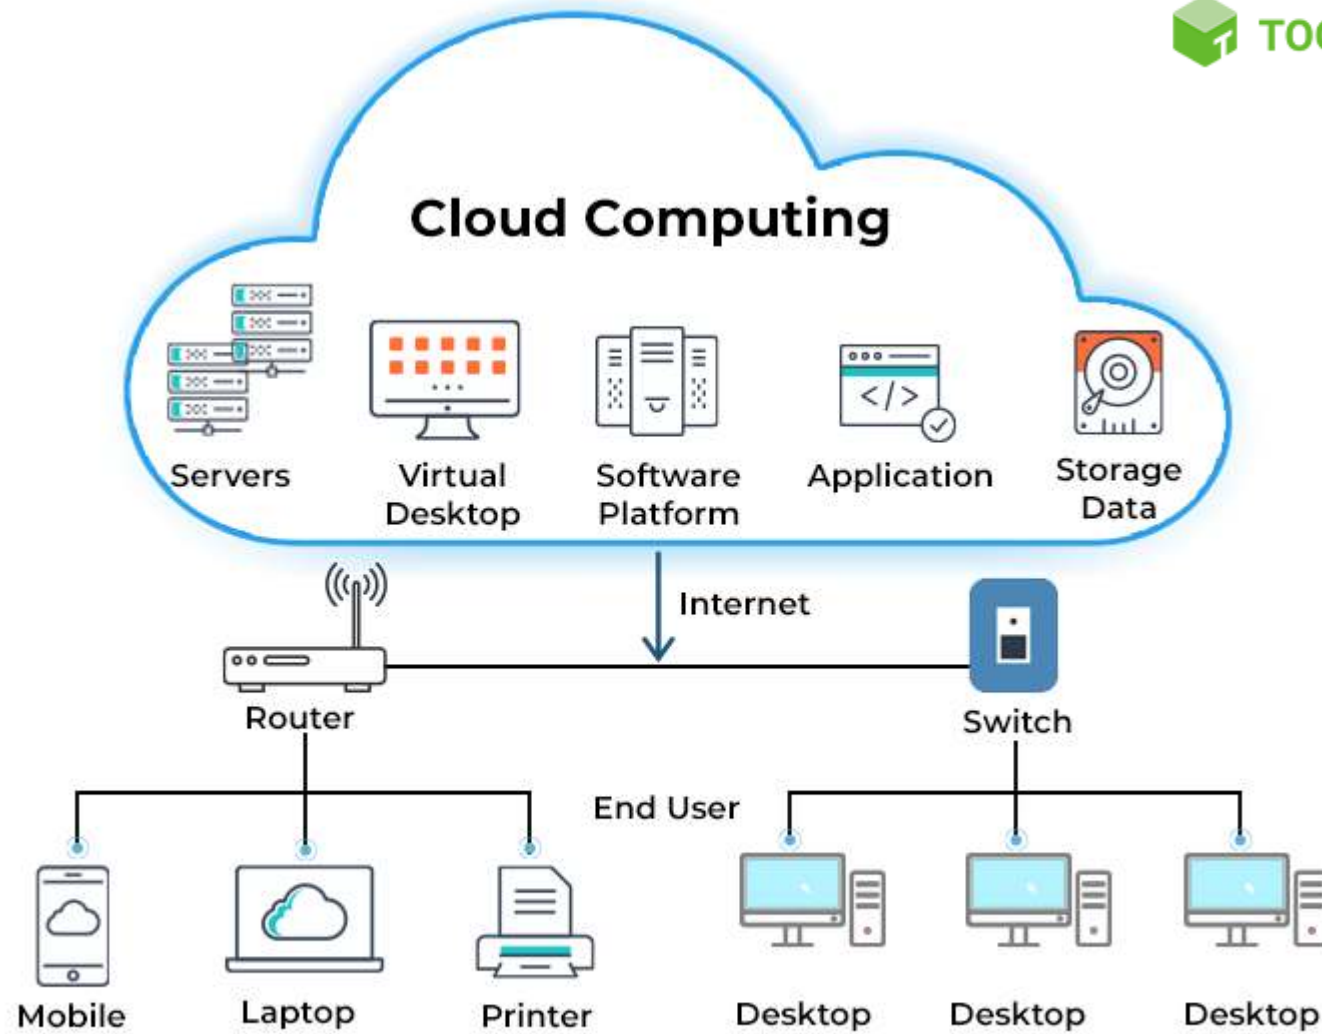 Cloud Computing
Servers
Virtual
Desktop
Software
Platform
Application
Storage
Data
Internet
Router
Switch
End User
Mobile
Laptop
Printer
Desktop
Desktop
Desktop